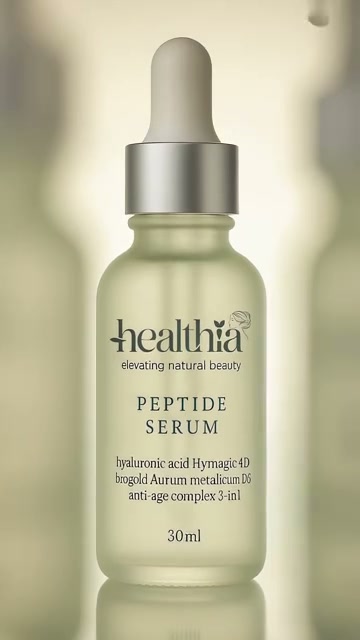 healthia
elevating natural beauty
PEPTIDE
SERUM
hyaluronic acid Hymagic 4D
brogold Aurum metalicum D6
anti-age complex 3-in1
30ml